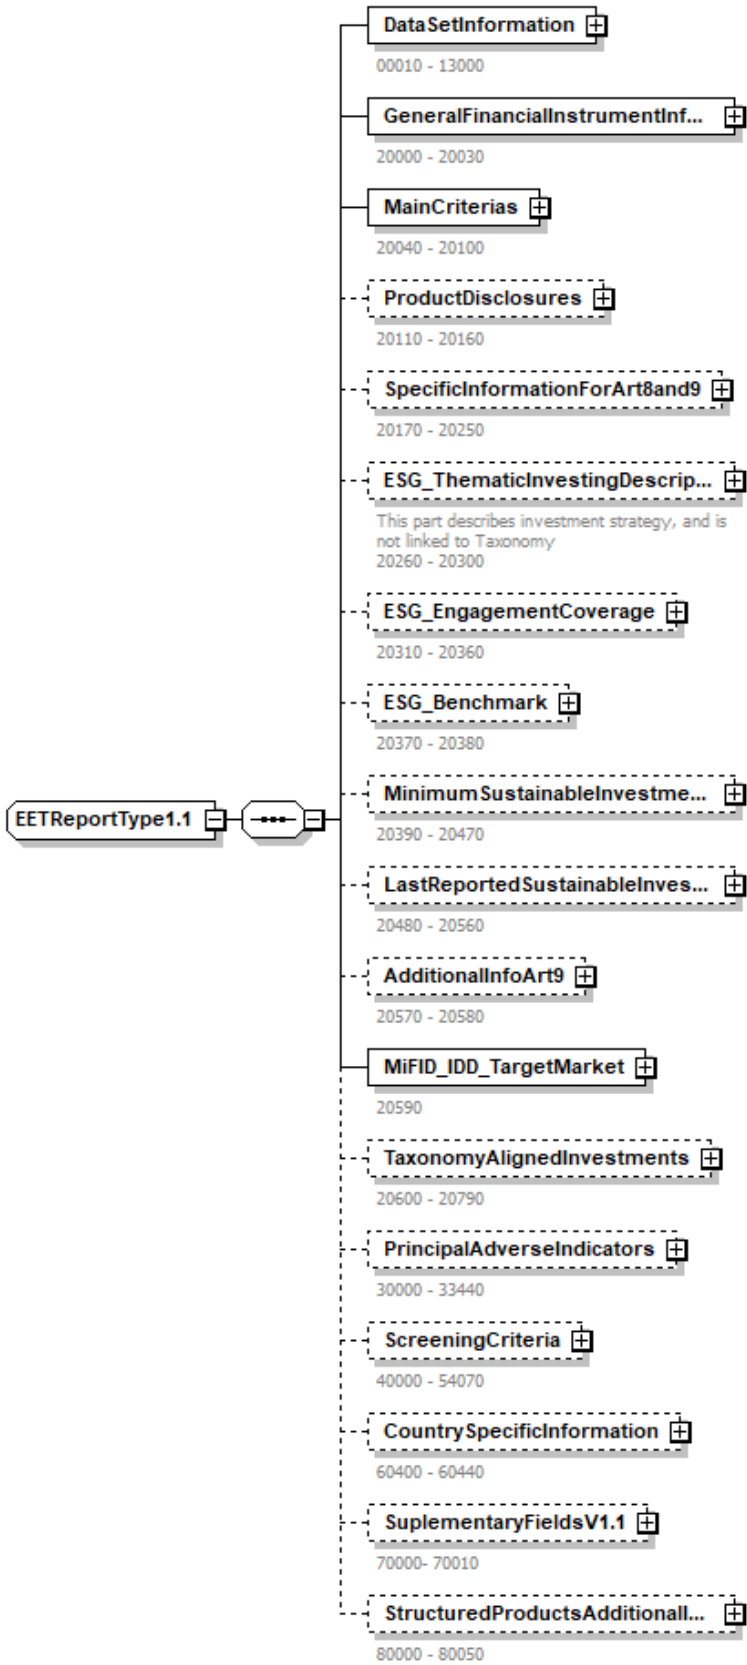 DataSetInformation
00010 - 13000
GeneralFinancialInstrumentInf...
20000 - 20030
MainCriterias
20040 - 20100
ProductDisclosures
20110 - 20160
SpecificInformationForArt8and9
20170 - 20250
ESG_ThematicInvestingDescrip...
This part describes investment strategy, and is
not linked to Taxonomy
20260 - 20300
ESG_EngagementCoverage
20310 - 20360
ESG_Benchmark
20370 - 20380
MinimumSustainableInvestme...
20390 - 20470
EETReportType1.1
LastReportedSustainableInves...
20480 - 20560
AdditionalInfoArt9
20570 - 20580
MiFID_IDD_TargetMarket
20590
TaxonomyAlignedInvestments
20600 - 20790
PrincipalAdverseIndicators
30000 - 33440
ScreeningCriteria
40000 - 54070
CountrySpecificInformation
60400 - 60440
SuplementaryFieldsV1.1
70000- 70010
StructuredProductsAdditionalI...
80000 - 80050